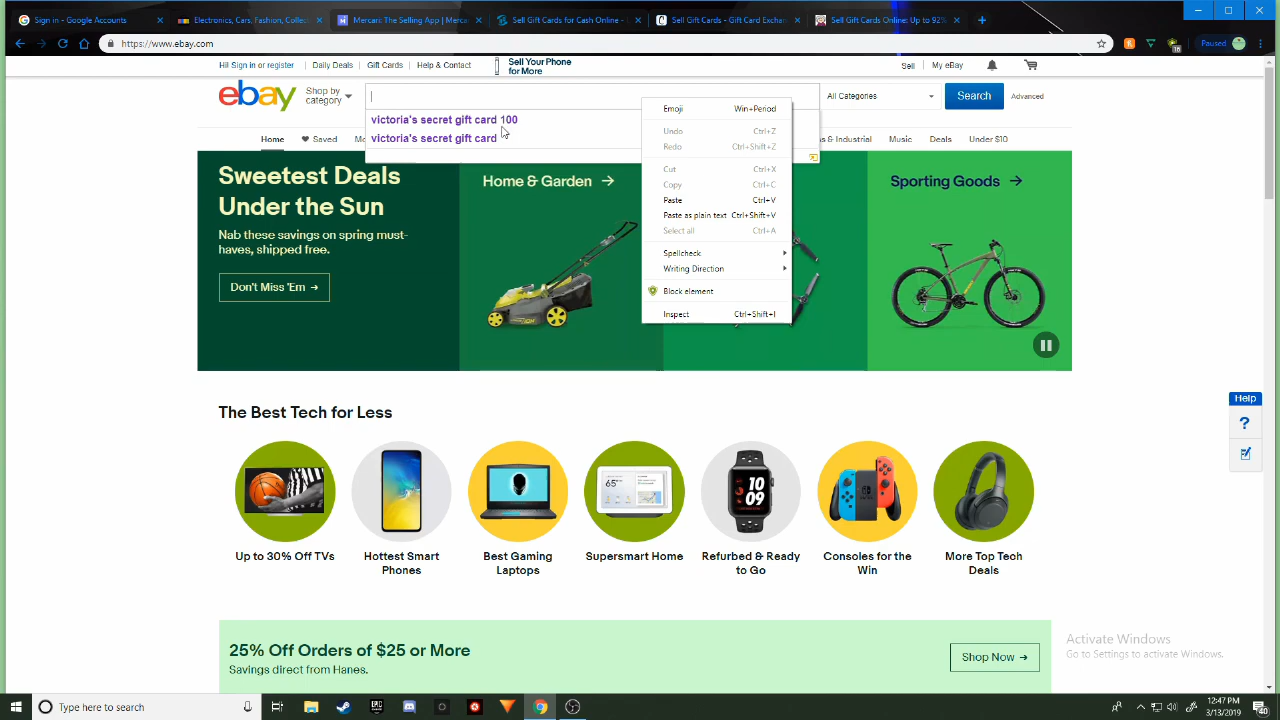 Sign in - Google Accounts
Electronics, Cars, Fashion, Collec
Mercari: The Selling App | Mercari
Sell Gift Cards for Cash Online -
Sell Gift Cards - Gift Card Exchan
Sell Gift Cards Online: Up to 92%
https://www.ebay.com
16
Paused
Hi! Sign in or register
Daily Deals
Gift Cards
Help & Contact
Sell Your Phone
for More
Sell
My eBay
ebay
Shop by
category
All Categories
Search
Advanced
victoria's secret gift card 100
victoria's secret gift card
Home
Saved
Mo
s & Industrial
Music
Deals
Under $10
Emoji Win+Period
Undo Ctrl+Z
Redo Ctrl+Shift+Z
Cut Ctrl+X
Copy Ctrl+C
Paste Ctrl+V
Paste as plain text Ctrl+Shift+V
Select all Ctrl+A
Spellcheck
Writing Direction
Block element
Inspect Ctrl+Shift+I
Sweetest Deals
Under the Sun
Nab these savings on spring must-
haves, shipped free.
Don't Miss 'Em →
Home & Garden →
Sporting Goods →
Help
?
The Best Tech for Less
65°
10
09
Up to 30% Off TVs
Hottest Smart
Phones
Best Gaming
Laptops
Supersmart Home
Refurbed & Ready
to Go
Consoles for the
Win
More Top Tech
Deals
25% Off Orders of $25 or More
Savings direct from Hanes.
Shop Now →
Activate Windows
Go to Settings to activate Windows.
Type here to search
EPIC
12:47 PM
3/13/2019
40